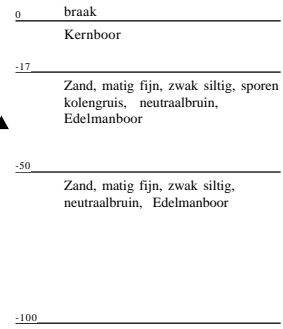 0 braak
Kernboor
-17
Zand, matig fijn, zwak siltig, sporen
kolengruis, neutraalbruin,
Edelmanboor
-50
Zand, matig fijn, zwak siltig,
neutraalbruin, Edelmanboor
-100